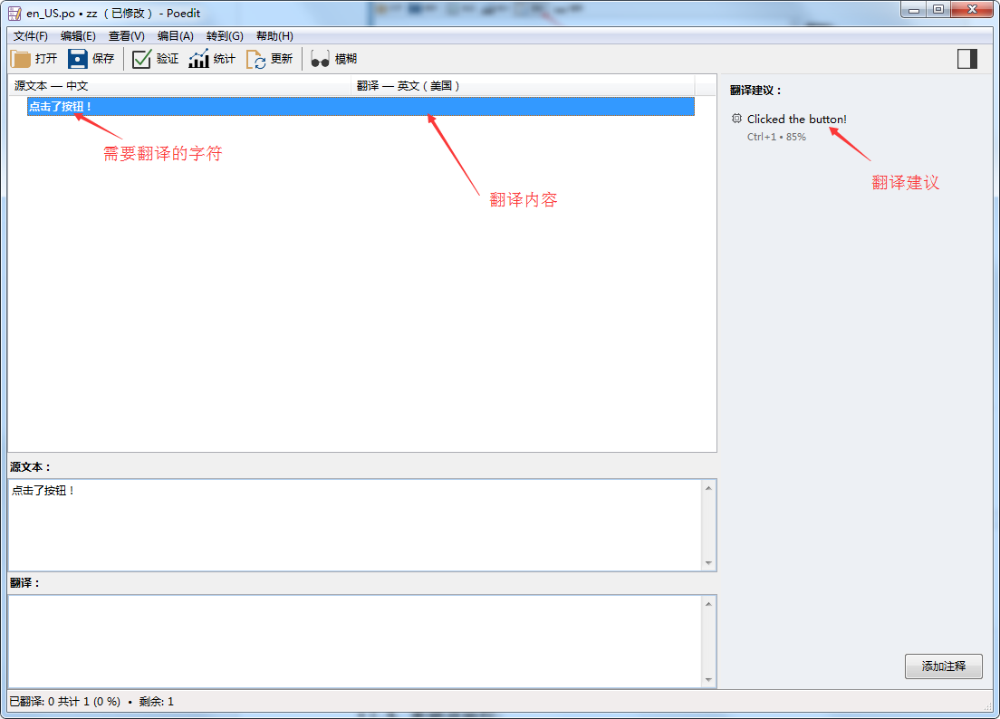 en_US.po • zz （已修改） - Poedit
文件(F) 编辑(E) 查看(V) 编目(A) 转到(G) 帮助(H)
打开 保存 验证 统计 更新 模糊
源文本 — 中文 翻译 — 英文（美国）
点击了按钮！
需要翻译的字符
翻译内容
翻译建议：
Clicked the button!
Ctrl+1 • 85%
翻译建议
源文本：
点击了按钮！
翻译：
添加注释
已翻译: 0 共计 1 (0 %) • 剩余: 1